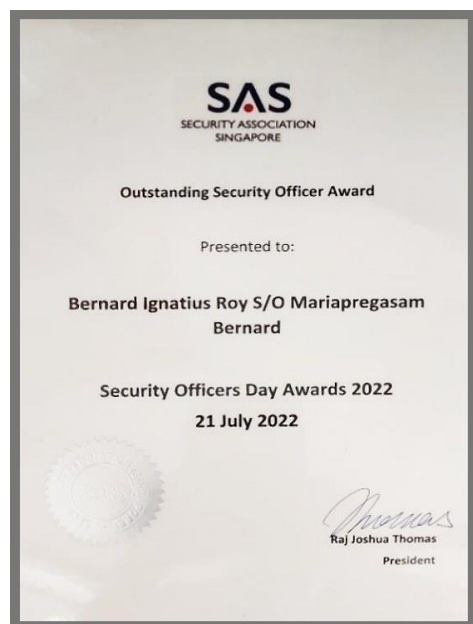 SAS
SECURITY ASSOCIATION
SINGAPORE
Outstanding Security Officer Award
Presented to:
Bernard Ignatius Roy S/O Mariapregasam
Bernard
Security Officers Day Awards 2022
21 July 2022
Thomas
Raj Joshua Thomas
President